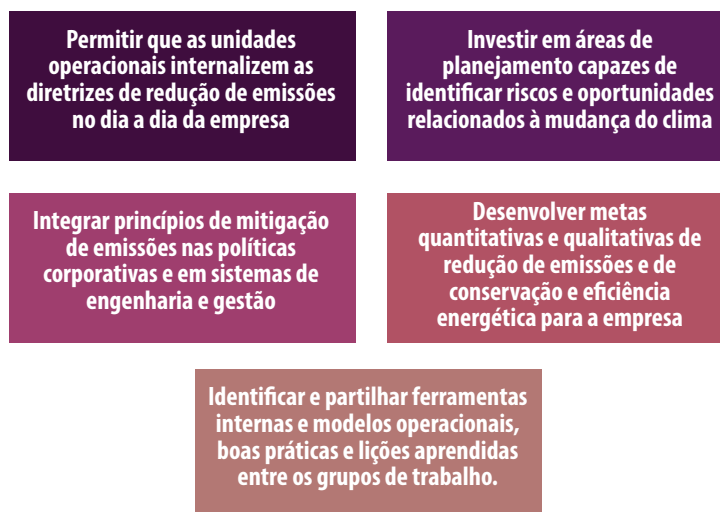 Permitir que as unidades
operacionais internalizem as
diretrizes de redução de emissões
no dia a dia da empresa
Investir em áreas de
planejamento capazes de
identificar riscos e oportunidades
relacionados à mudança do clima
Integrar princípios de mitigação
de emissões nas políticas
corporativas e em sistemas de
engenharia e gestão
Desenvolver metas
quantitativas e qualitativas de
redução de emissões e de
conservação e eficiência
energética para a empresa
Identificar e partilhar ferramentas
internas e modelos operacionais,
boas práticas e lições aprendidas
entre os grupos de trabalho.